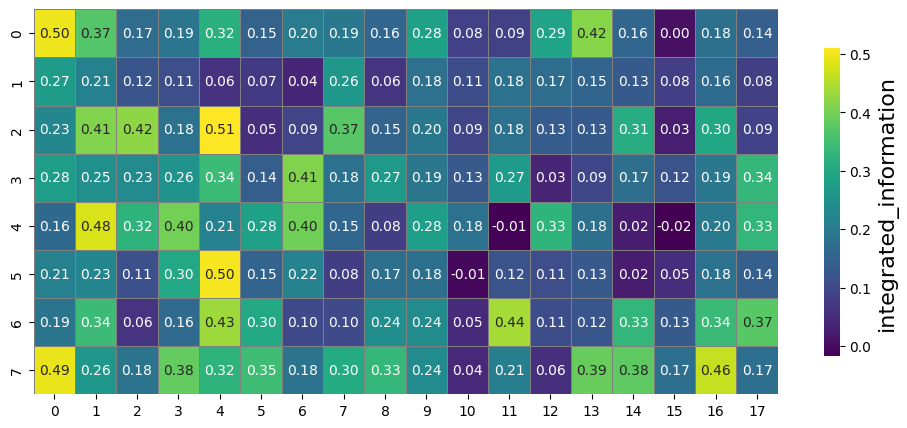 0 0.50 0.37 0.17 0.19 0.32 0.15 0.20 0.19 0.16 0.28 0.08 0.09 0.29 0.42 0.16 0.00 0.18 0.14
1 0.27 0.21 0.12 0.11 0.06 0.07 0.04 0.26 0.06 0.18 0.11 0.18 0.17 0.15 0.13 0.08 0.16 0.08
2 0.23 0.41 0.42 0.18 0.51 0.05 0.09 0.37 0.15 0.20 0.09 0.18 0.13 0.13 0.31 0.03 0.30 0.09
3 0.28 0.25 0.23 0.26 0.34 0.14 0.41 0.18 0.27 0.19 0.13 0.27 0.03 0.09 0.17 0.12 0.19 0.34
4 0.16 0.48 0.32 0.40 0.21 0.28 0.40 0.15 0.08 0.28 0.18 -0.01 0.33 0.18 0.02 -0.02 0.20 0.33
5 0.21 0.23 0.11 0.30 0.50 0.15 0.22 0.08 0.17 0.18 -0.01 0.12 0.11 0.13 0.02 0.05 0.18 0.14
6 0.19 0.34 0.06 0.16 0.43 0.30 0.10 0.10 0.24 0.24 0.05 0.44 0.11 0.12 0.33 0.13 0.34 0.37
7 0.49 0.26 0.18 0.38 0.32 0.35 0.18 0.30 0.33 0.24 0.04 0.21 0.06 0.39 0.38 0.17 0.46 0.17
0 1 2 3 4 5 6 7 8 9 10 11 12 13 14 15 16 17
0.5
0.4
0.3
0.2
0.1
0.0
integrated_information